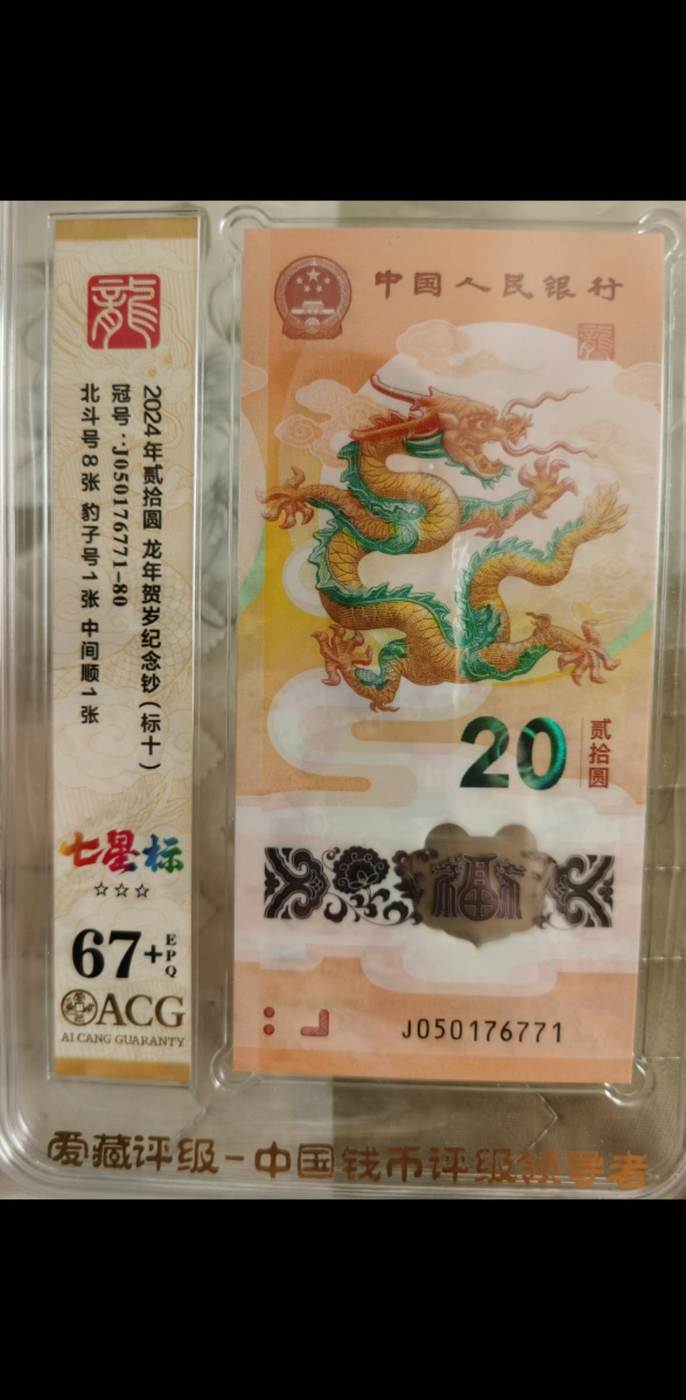 龍
2024年贰拾圆 龙年贺岁纪念钞(标十)
冠号:J050176771-80
北斗号8张 豹子号1张 中间顺1张
七星标
☆☆☆
67+EPQ
ACG
AI CANG GUARANTY
中国人民银行
龍
20
贰拾圆
福
J050176771
爱藏评级-中国钱币评级领导者